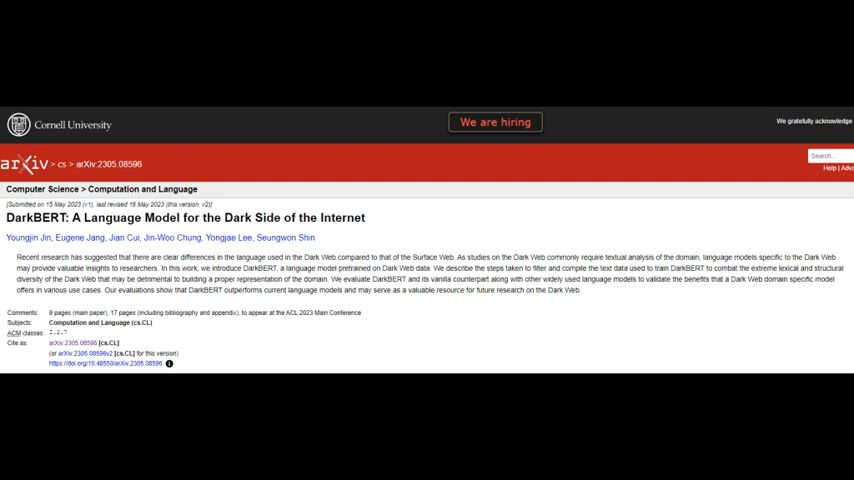 Cornell University
We are hiring
We gratefully acknowledge
arXiv > cs > arXiv:2305.08596
Search...
Help | Adva
Computer Science > Computation and Language
[Submitted on 15 May 2023 (v1), last revised 18 May 2023 (this version, v2)]
DarkBERT: A Language Model for the Dark Side of the Internet
Youngjin Jin, Eugene Jang, Jian Cui, Jin-Woo Chung, Yongjae Lee, Seungwon Shin
Recent research has suggested that there are clear differences in the language used in the Dark Web compared to that of the Surface Web. As studies on the Dark Web commonly require textual analysis of the domain, language models specific to the Dark Web
may provide valuable insights to researchers. In this work, we introduce DarkBERT, a language model pretrained on Dark Web data. We describe the steps taken to filter and compile the text data used to train DarkBERT to combat the extreme lexical and structural
diversity of the Dark Web that may be detrimental to building a proper representation of the domain. We evaluate DarkBERT and its vanilla counterpart along with other widely used language models to validate the benefits that a Dark Web domain specific model
offers in various use cases. Our evaluations show that DarkBERT outperforms current language models and may serve as a valuable resource for future research on the Dark Web.
Comments: 9 pages (main paper), 17 pages (including bibliography and appendix), to appear at the ACL 2023 Main Conference
Subjects: Computation and Language (cs.CL)
ACM classes: I.2.7
Cite as: arXiv:2305.08596 [cs.CL]
(or arXiv:2305.08596v2 [cs.CL] for this version)
https://doi.org/10.48550/arXiv.2305.08596